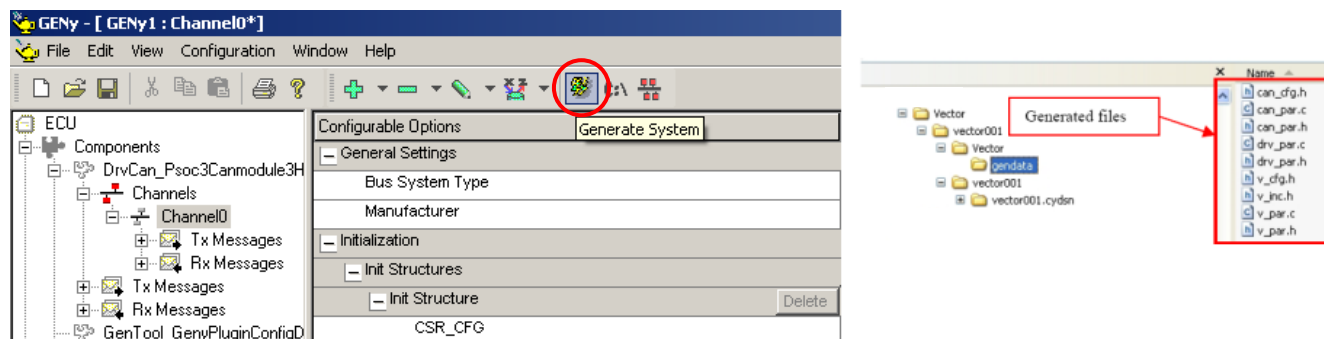 GENy - [ GENy1 : Channel0*]
File Edit View Configuration Window Help
C:\
Generate System
ECU
Components
DrvCan_Psoc3Canmodule3H
Channels
Channel0
Tx Messages
Rx Messages
Tx Messages
Rx Messages
GenTool_GenyPluginConfigD
Configurable Options
General Settings
Bus System Type
Manufacturer
Initialization
Init Structures
Init Structure
Delete
CSR_CFG
Vector
vector001
Vector
gendata
vector001
vector001.cydsn
Generated files
X
Name
can_cfg.h
can_par.c
can_par.h
drv_par.c
drv_par.h
v_cfg.h
v_inc.h
v_par.c
v_par.h